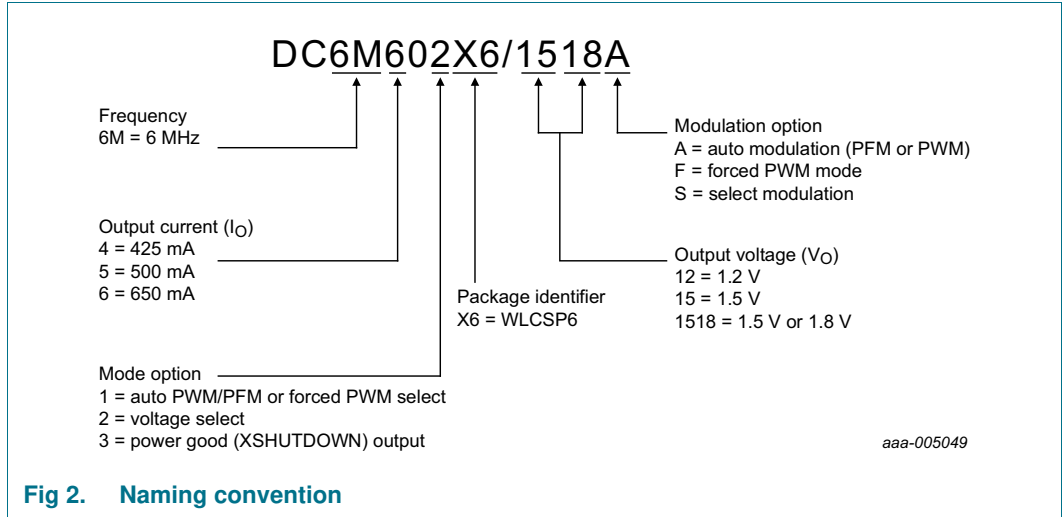 DC6M602X6/1518A
Frequency
6M = 6 MHz
Output current (IO)
4 = 425 mA
5 = 500 mA
6 = 650 mA
Mode option
1 = auto PWM/PFM or forced PWM select
2 = voltage select
3 = power good (XSHUTDOWN) output
Package identifier
X6 = WLCSP6
Modulation option
A = auto modulation (PFM or PWM)
F = forced PWM mode
S = select modulation
Output voltage (VO)
12 = 1.2 V
15 = 1.5 V
1518 = 1.5 V or 1.8 V
aaa-005049
Fig 2. Naming convention